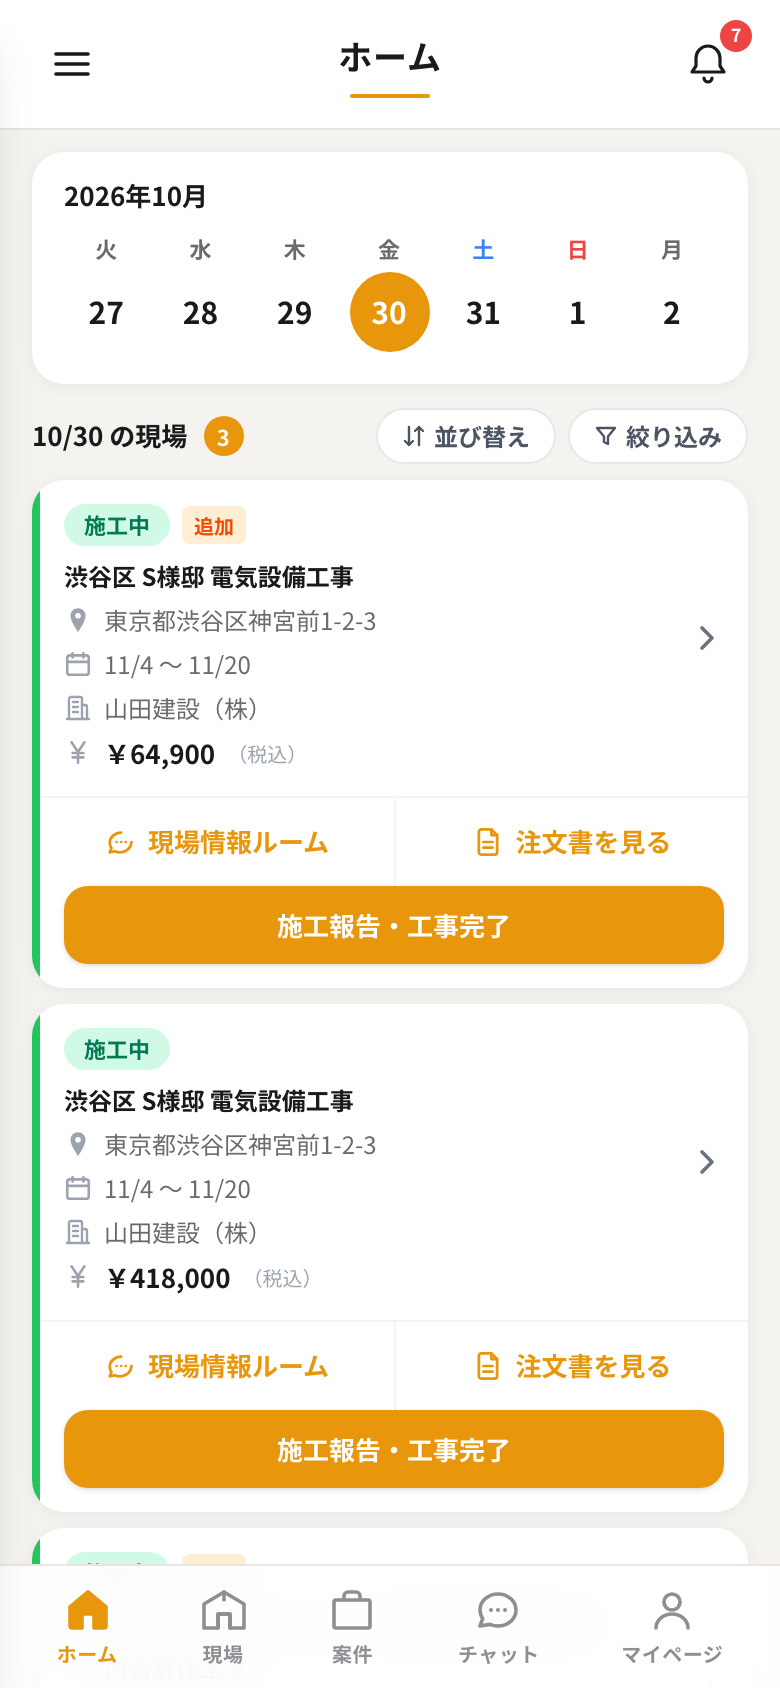 ホーム
7
2026年10月
火 水 木 金 土 日 月
27 28 29 30 31 1 2
10/30 の現場 3 並び替え 絞り込み
施工中 追加
渋谷区 S様邸 電気設備工事
東京都渋谷区神宮前1-2-3
11/4 〜 11/20
山田建設（株）
¥ ￥64,900 （税込）
現場情報ルーム 注文書を見る
施工報告・工事完了
施工中
渋谷区 S様邸 電気設備工事
東京都渋谷区神宮前1-2-3
11/4 〜 11/20
山田建設（株）
¥ ￥418,000 （税込）
現場情報ルーム 注文書を見る
施工報告・工事完了
ホーム 現場 案件 チャット マイページ